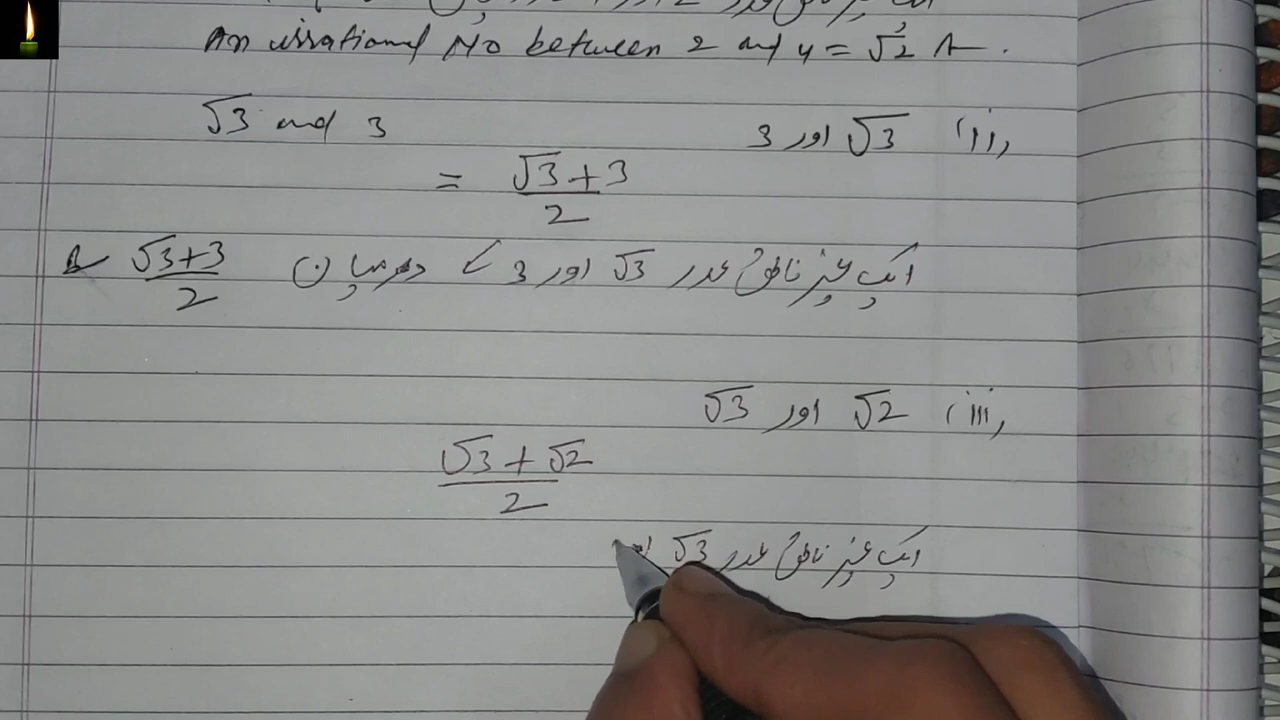 An irrational No between 2 and 4 =
√3 and 3
(ii) √3 اور 3
= √3+3 / 2
ایک غیر ناطق عدد √3 اور 3 کے درمیان (ن) √3+3 / 2 ہے
(iii) √2 اور √3
√3+√2 / 2
ایک غیر ناطق عدد √3